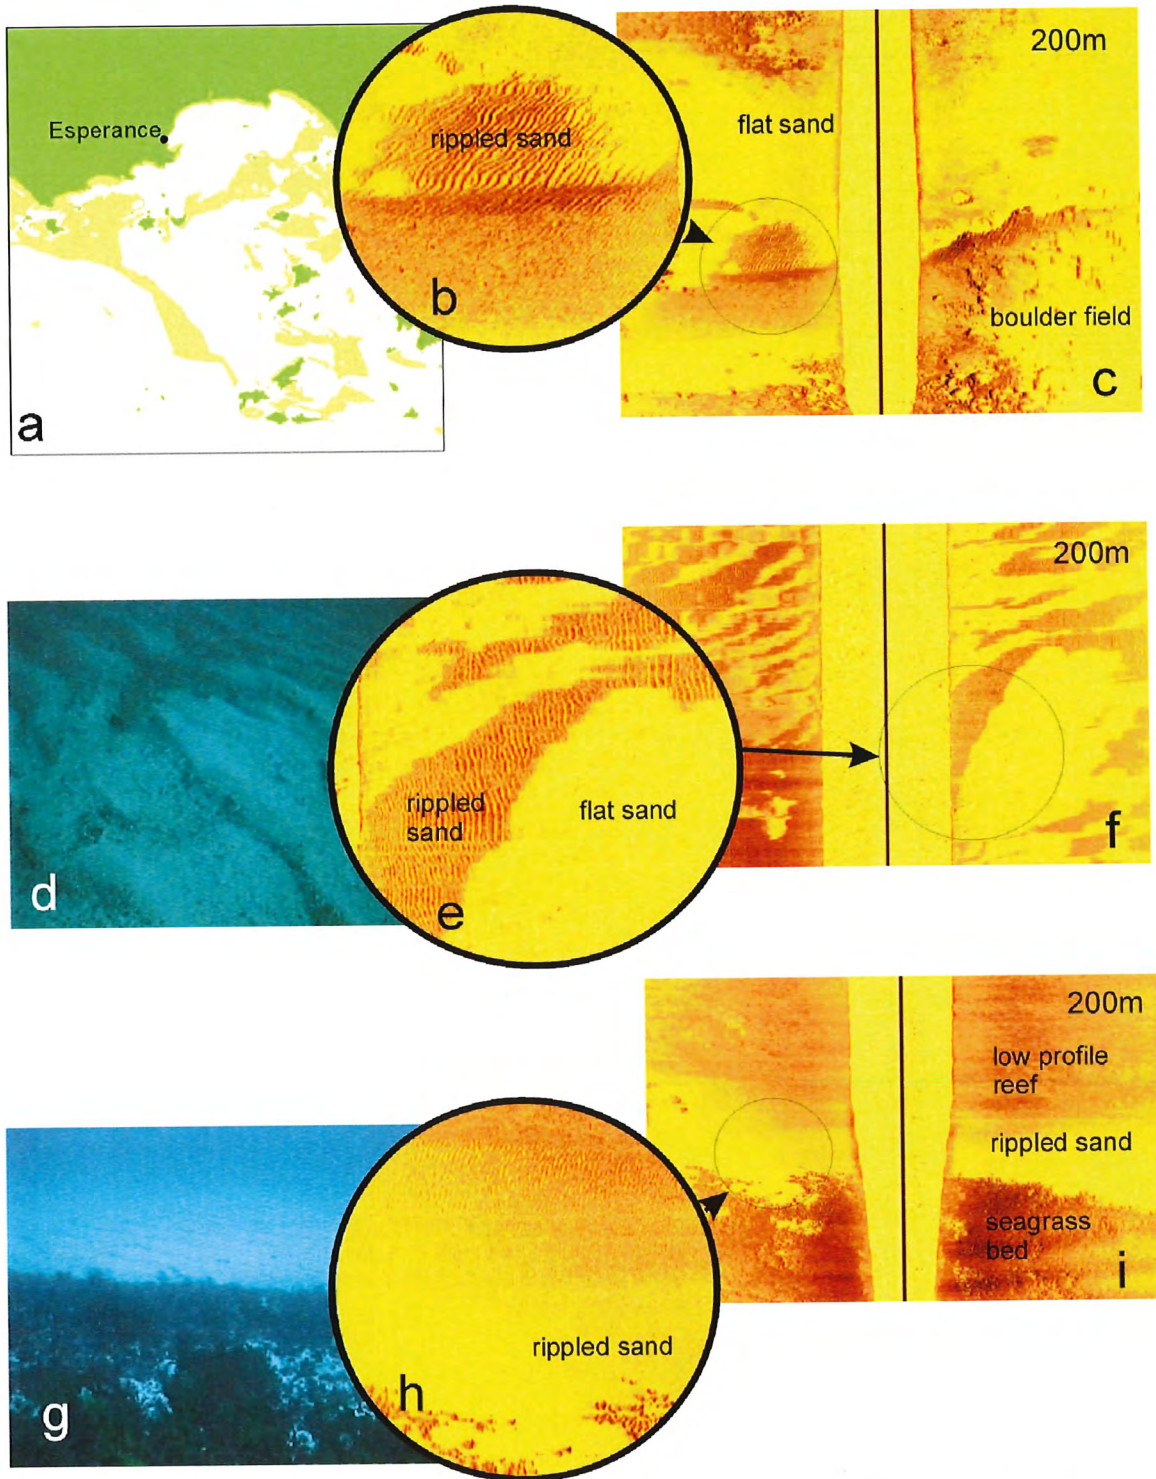 Esperance
a
rippled sand
b
200m
flat sand
boulder field
c
d
rippled
sand
flat sand
e
200m
f
g
rippled sand
h
200m
low profile
reef
rippled sand
seagrass
bed
i